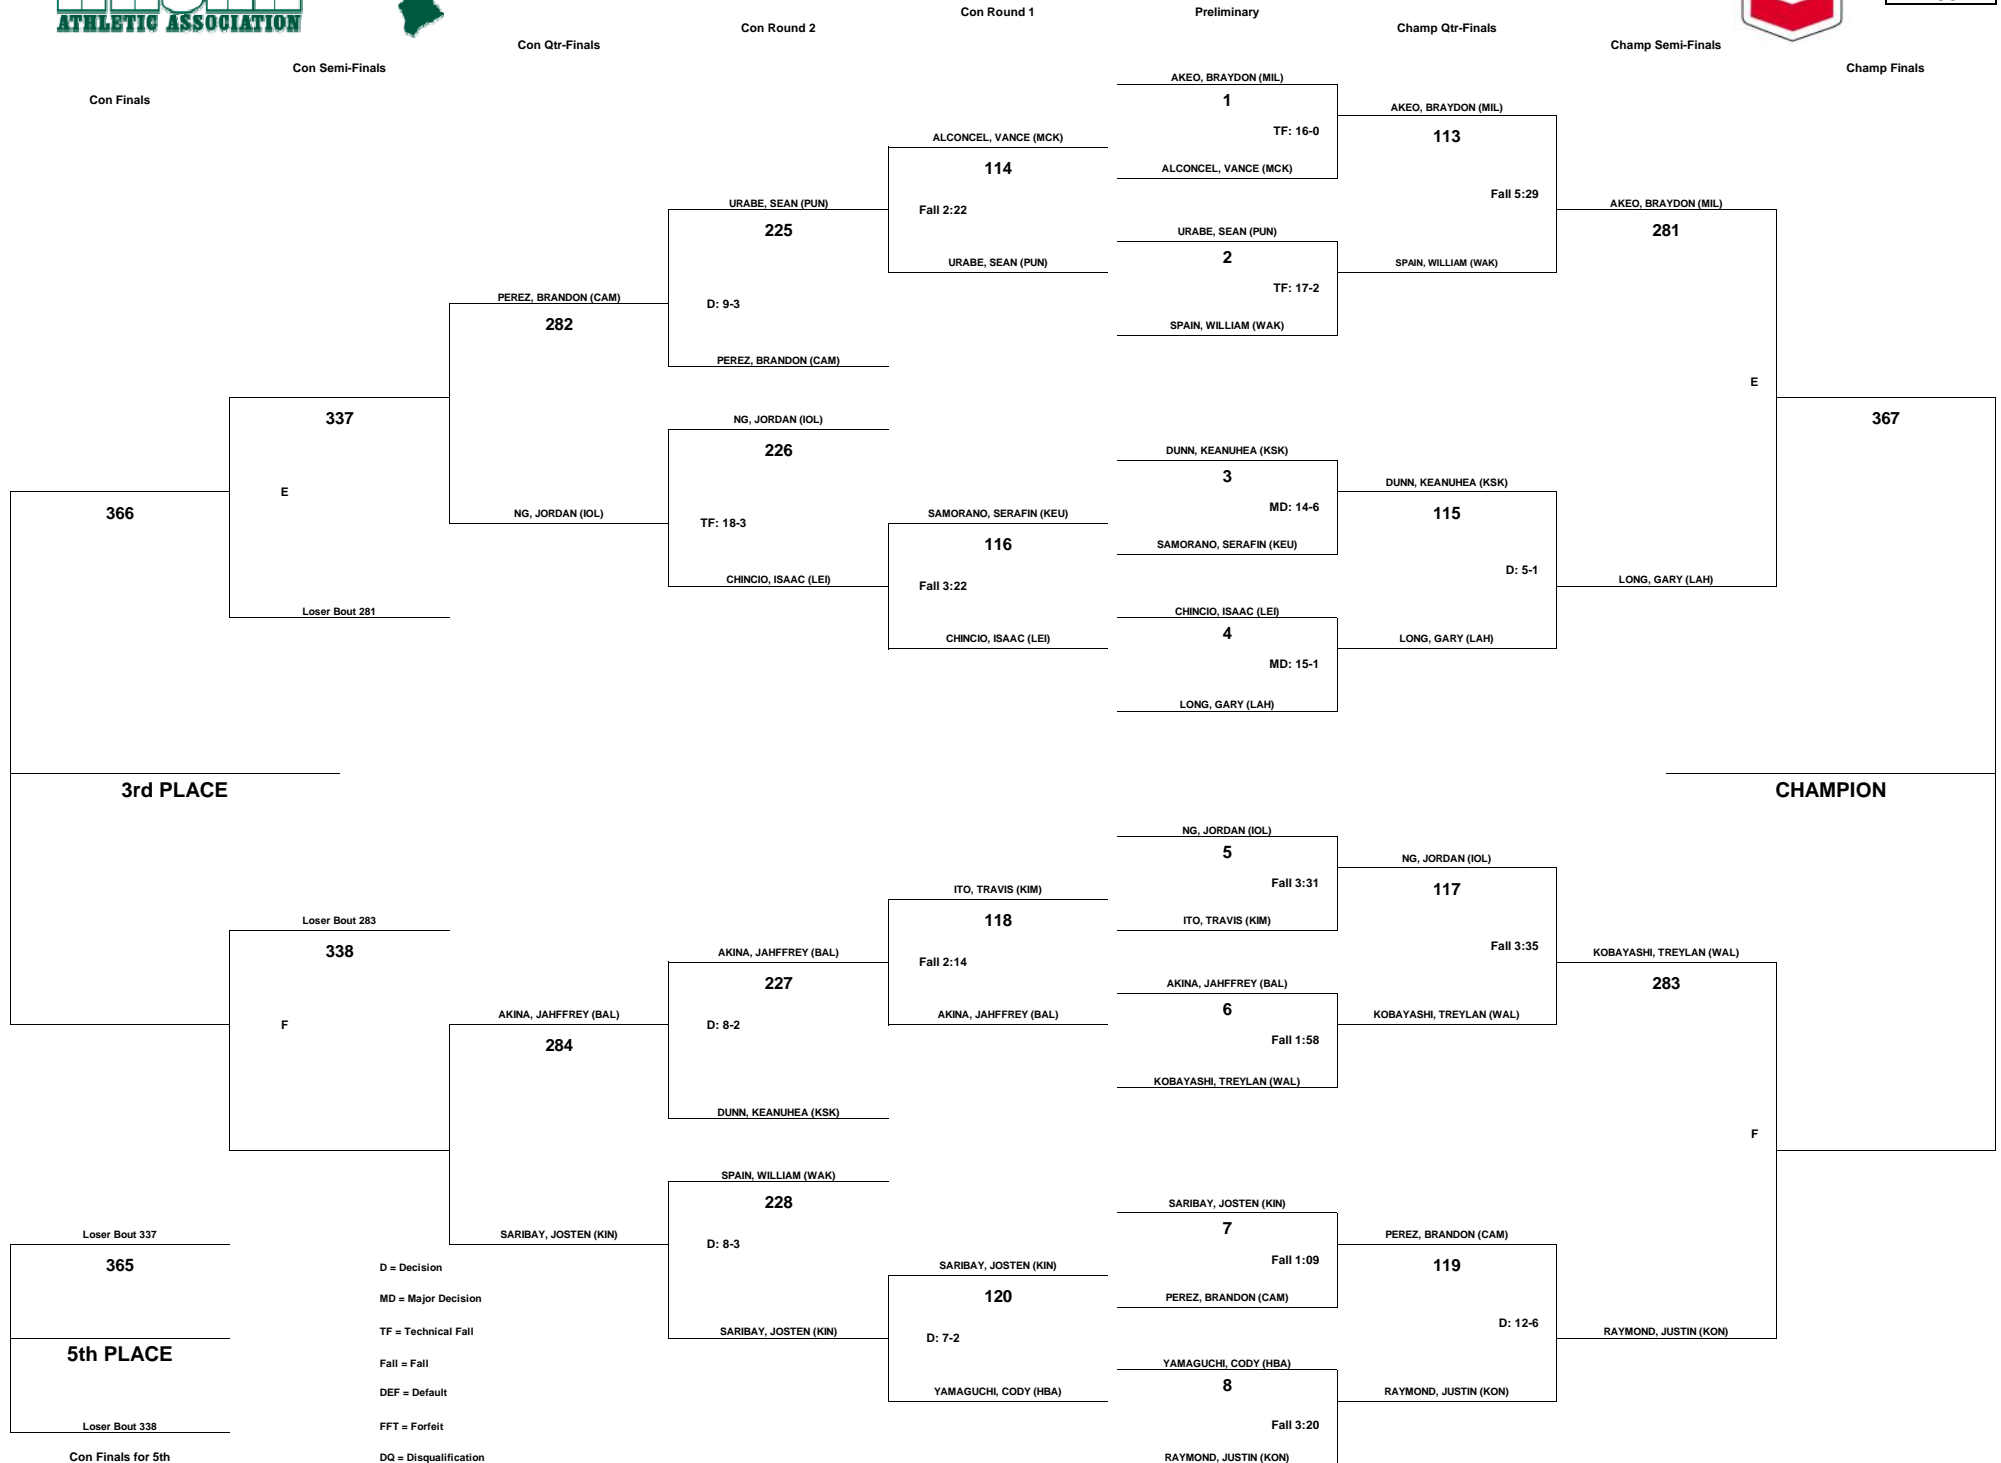 ATHLETIC ASSOCIATION
Con Finals
Con Semi-Finals
Con Qtr-Finals
Con Round 2
Con Round 1
Preliminary
Champ Qtr-Finals
Champ Semi-Finals
Champ Finals
AKEO, BRAYDON (MIL)
1
TF: 16-0
ALCONCEL, VANCE (MCK)
URABE, SEAN (PUN)
2
TF: 17-2
SPAIN, WILLIAM (WAK)
DUNN, KEANUHEA (KSK)
3
MD: 14-6
SAMORANO, SERAFIN (KEU)
CHINCIO, ISAAC (LEI)
4
MD: 15-1
LONG, GARY (LAH)
NG, JORDAN (IOL)
5
Fall 3:31
ITO, TRAVIS (KIM)
AKINA, JAHFFREY (BAL)
6
Fall 1:58
KOBAYASHI, TREYLAN (WAL)
SARIBAY, JOSTEN (KIN)
7
Fall 1:09
PEREZ, BRANDON (CAM)
YAMAGUCHI, CODY (HBA)
8
Fall 3:20
RAYMOND, JUSTIN (KON)
AKEO, BRAYDON (MIL)
113
Fall 5:29
SPAIN, WILLIAM (WAK)
DUNN, KEANUHEA (KSK)
115
D: 5-1
LONG, GARY (LAH)
NG, JORDAN (IOL)
117
Fall 3:35
KOBAYASHI, TREYLAN (WAL)
PEREZ, BRANDON (CAM)
119
D: 12-6
RAYMOND, JUSTIN (KON)
AKEO, BRAYDON (MIL)
281
E
LONG, GARY (LAH)
KOBAYASHI, TREYLAN (WAL)
283
F
RAYMOND, JUSTIN (KON)
367
CHAMPION
ALCONCEL, VANCE (MCK)
114
Fall 2:22
URABE, SEAN (PUN)
SAMORANO, SERAFIN (KEU)
116
Fall 3:22
CHINCIO, ISAAC (LEI)
ITO, TRAVIS (KIM)
118
Fall 2:14
AKINA, JAHFFREY (BAL)
SARIBAY, JOSTEN (KIN)
120
D: 7-2
YAMAGUCHI, CODY (HBA)
URABE, SEAN (PUN)
225
D: 9-3
PEREZ, BRANDON (CAM)
NG, JORDAN (IOL)
226
TF: 18-3
CHINCIO, ISAAC (LEI)
AKINA, JAHFFREY (BAL)
227
D: 8-2
DUNN, KEANUHEA (KSK)
SPAIN, WILLIAM (WAK)
228
D: 8-3
SARIBAY, JOSTEN (KIN)
PEREZ, BRANDON (CAM)
282
NG, JORDAN (IOL)
AKINA, JAHFFREY (BAL)
284
SARIBAY, JOSTEN (KIN)
337
E
Loser Bout 281
Loser Bout 283
338
F
366
3rd PLACE
Loser Bout 337
365
5th PLACE
Loser Bout 338
Con Finals for 5th
D = Decision
MD = Major Decision
TF = Technical Fall
Fall = Fall
DEF = Default
FFT = Forfeit
DQ = Disqualification